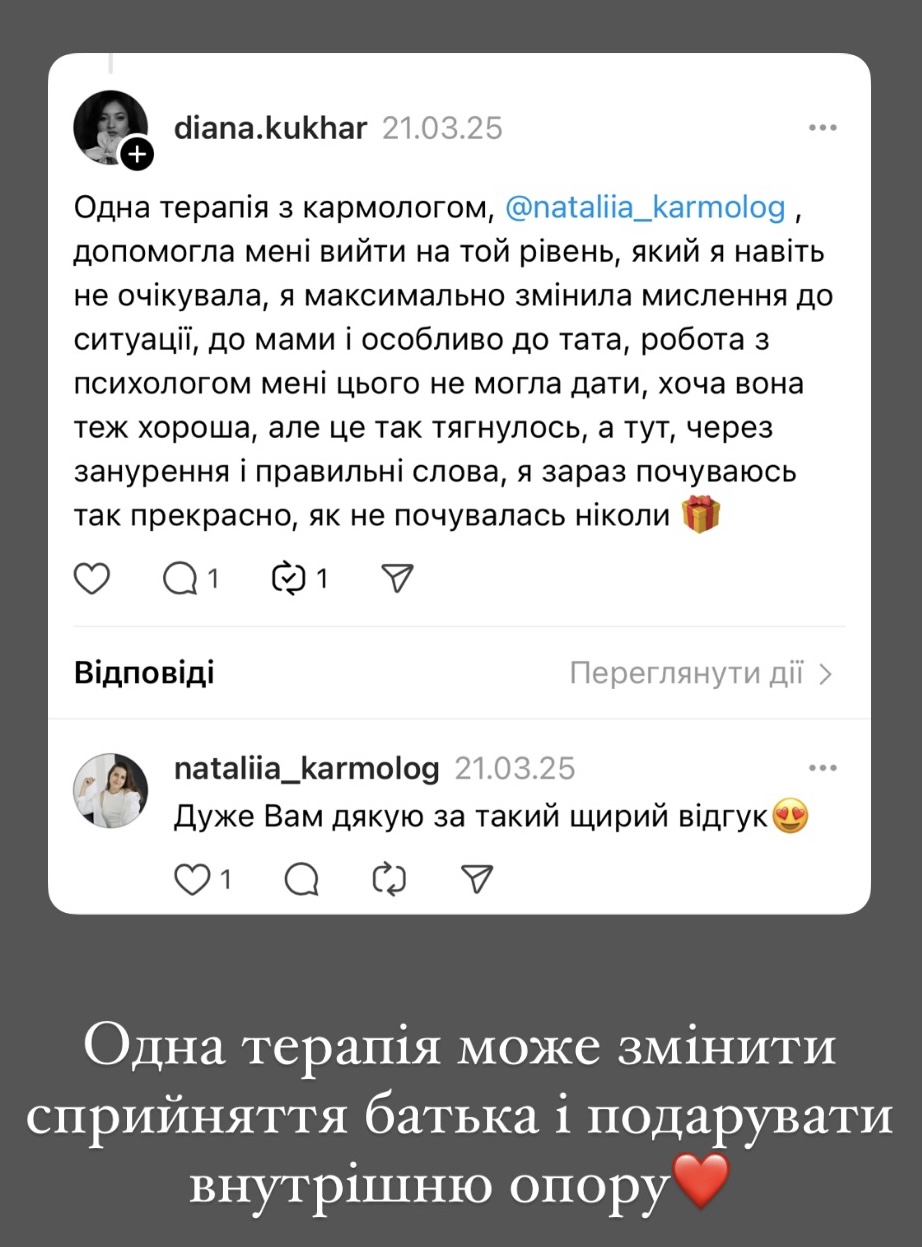 diana.kukhar 21.03.25
Одна терапія з кармологом, @nataliia_karmolog ,
допомогла мені вийти на той рівень, який я навіть
не очікувала, я максимально змінила мислення до
ситуації, до мами і особливо до тата, робота з
психологом мені цього не могла дати, хоча вона
теж хороша, але це так тягнулось, а тут, через
занурення і правильні слова, я зараз почуваюсь
так прекрасно, як не почувалась ніколи 🎁
1 1
Відповіді Переглянути дії
nataliia_karmolog 21.03.25
Дуже Вам дякую за такий щирий відгук😍
1
Одна терапія може змінити
сприйняття батька і подарувати
внутрішню опору❤️